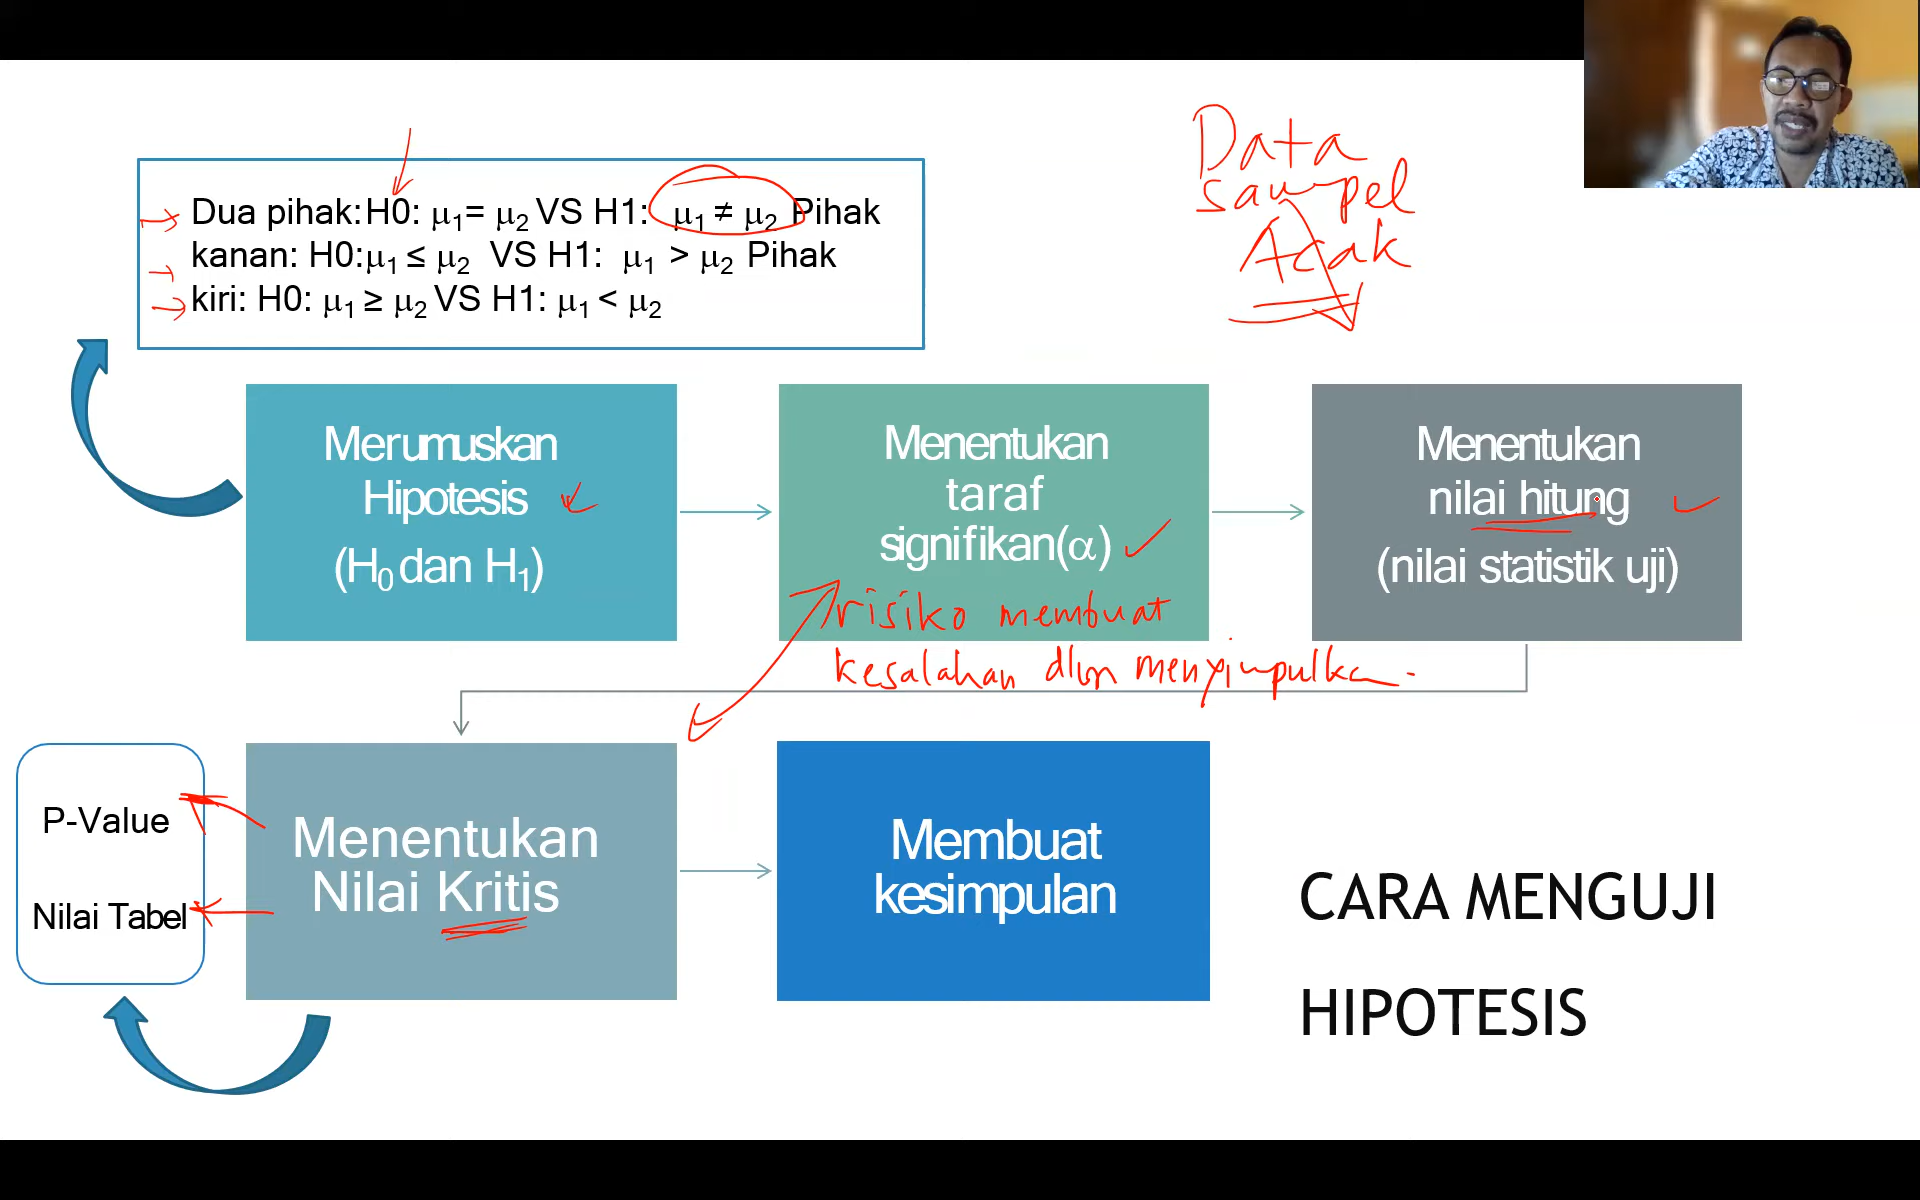 Data
sampel
Acak
Dua pihak:H0: μ1= μ2 VS H1: μ1 ≠ μ2 Pihak
kanan: H0:μ1 ≤ μ2 VS H1: μ1 > μ2 Pihak
kiri: H0: μ1 ≥ μ2 VS H1: μ1 < μ2
Merumuskan
Hipotesis
(H0 dan H1)
Menentukan
taraf
signifikan(α)
Menentukan
nilai hitung
(nilai statistik uji)
risiko membuat
kesalahan dlm menyimpulkan
P-Value
Nilai Tabel
Menentukan
Nilai Kritis
Membuat
kesimpulan
CARA MENGUJI
HIPOTESIS